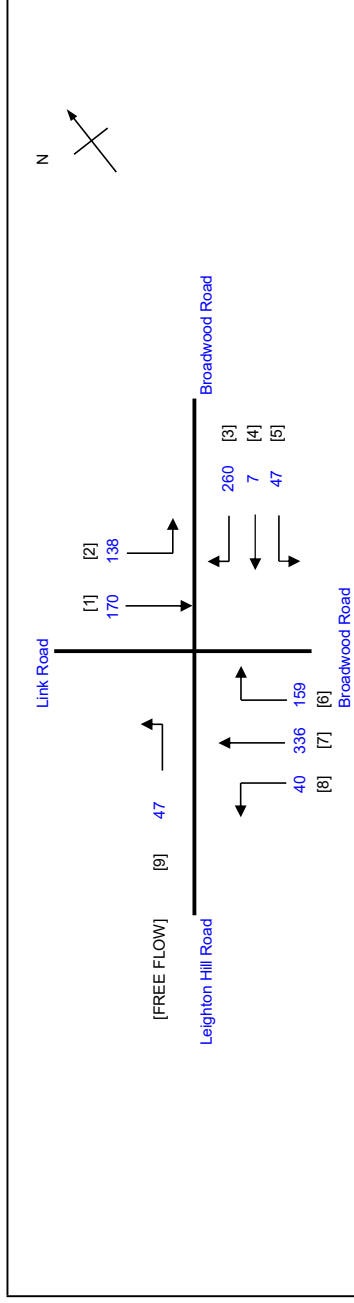 N
Link Road
[1] [2]
170 138
[FREE FLOW] [9] 47
Leighton Hill Road
Broadwood Road
260 [3]
7 [4]
47 [5]
40 336 159
[8] [7] [6]
Broadwood Road